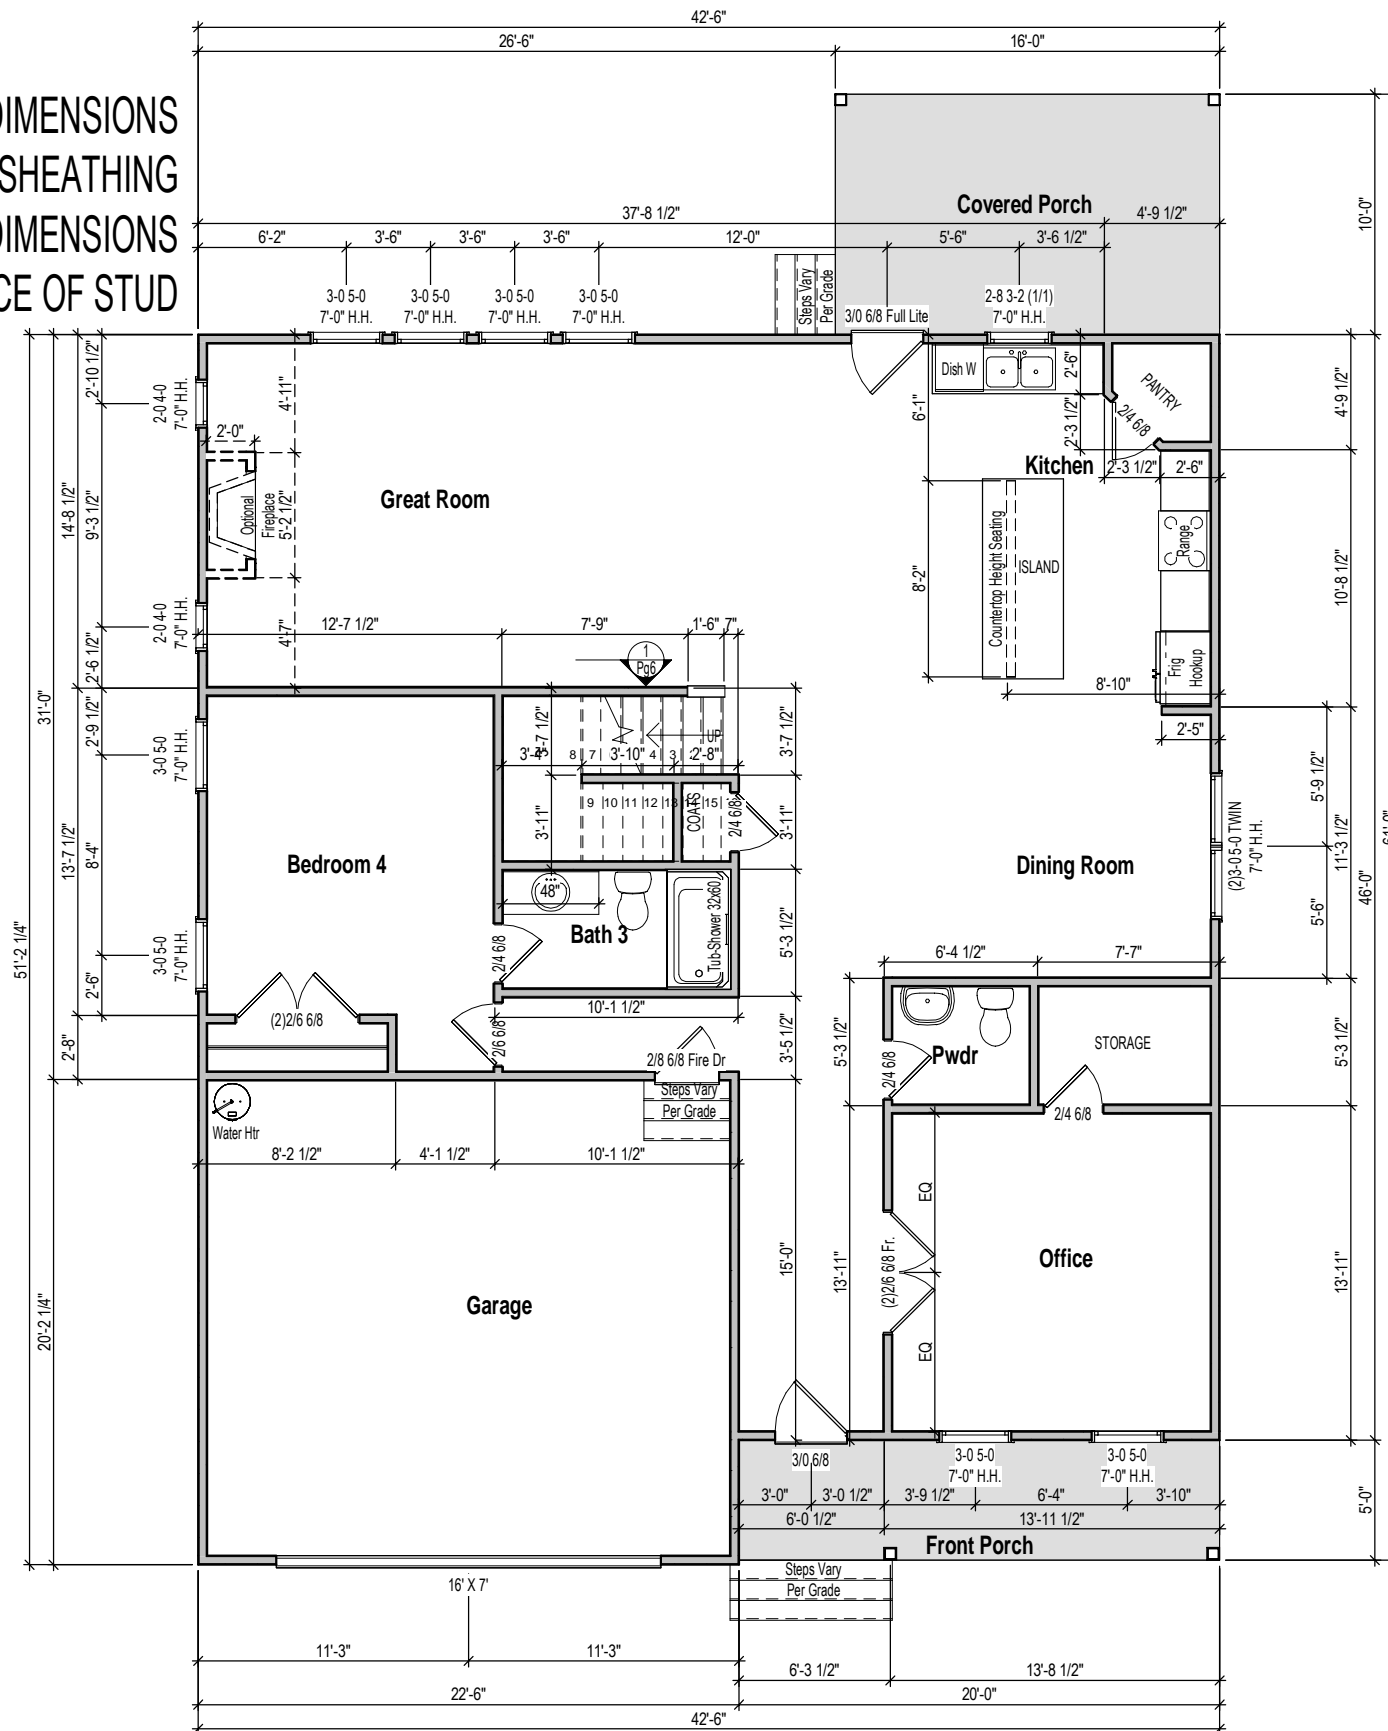 42'-6"
26'-6"
16'-0"
DIMENSIONS
SHEATHING
DIMENSIONS
CE OF STUD
Covered Porch
10'-0"
37'-8 1/2"
4'-9 1/2"
6'-2"
3'-6"
3'-6"
3'-6"
12'-0"
5'-6"
3'-6 1/2"
3-0 5-0
7'-0" H.H.
3-0 5-0
7'-0" H.H.
3-0 5-0
7'-0" H.H.
3-0 5-0
7'-0" H.H.
Steps Vary
Per Grade
3/0 6/8 Full Lite
2-8 3-2 (1/1)
7'-0" H.H.
2'-10 1/2"
2-0 4-0
7'-0" H.H.
4'-11"
2'-0"
Dish W
2'-6"
6'-1"
2'-3 1/2"
PANTRY
2/4 6/8
4'-9 1/2"
Kitchen
2'-3 1/2"
2'-6"
Great Room
14'-8 1/2"
9'-3 1/2"
Optional
Fireplace
5'-2 1/2"
Countertop Height Seating
ISLAND
8'-2"
Range
10'-8 1/2"
2-0 4-0
7'-0" H.H.
4'-7"
2'-6 1/2"
12'-7 1/2"
7'-9"
1'-6"
7"
1
Pg6
Frig
Hookup
8'-10"
2'-5"
31'-0"
2'-9 1/2"
3-0 5-0
7'-0" H.H.
3'-7 1/2"
3'-4"
8
7
3'-10"
4
3
2'-8"
UP
3'-7 1/2"
5'-9 1/2"
(2)3-0 5-0 TWIN
7'-0" H.H.
11'-3 1/2"
64'-0"
46'-0"
9
10
11
12
13
14
15
COATS
2/4 6/8
3'-11"
3'-11"
13'-7 1/2"
8'-4"
Bedroom 4
Dining Room
48"
Bath 3
Tub-Shower 32x60
2/4 6/8
5'-3 1/2"
5'-6"
51'-2 1/4"
3-0 5-0
7'-0" H.H.
2'-6"
6'-4 1/2"
7'-7"
(2)2/6 6/8
10'-1 1/2"
2/6 6/8
2'-8"
2/8 6/8 Fire Dr
3'-5 1/2"
5'-3 1/2"
Pwdr
2/4 6/8
STORAGE
2/4 6/8
5'-3 1/2"
Steps Vary
Per Grade
Water Htr
8'-2 1/2"
4'-1 1/2"
10'-1 1/2"
EQ
15'-0"
13'-11"
(2)2/6 6/8 Fr.
Office
13'-11"
Garage
20'-2 1/4"
EQ
3/0 6/8
3-0 5-0
7'-0" H.H.
3-0 5-0
7'-0" H.H.
3'-0"
3'-0 1/2"
3'-9 1/2"
6'-4"
3'-10"
5'-0"
6'-0 1/2"
13'-11 1/2"
Front Porch
Steps Vary
Per Grade
16' X 7'
11'-3"
11'-3"
6'-3 1/2"
13'-8 1/2"
22'-6"
20'-0"
42'-6"